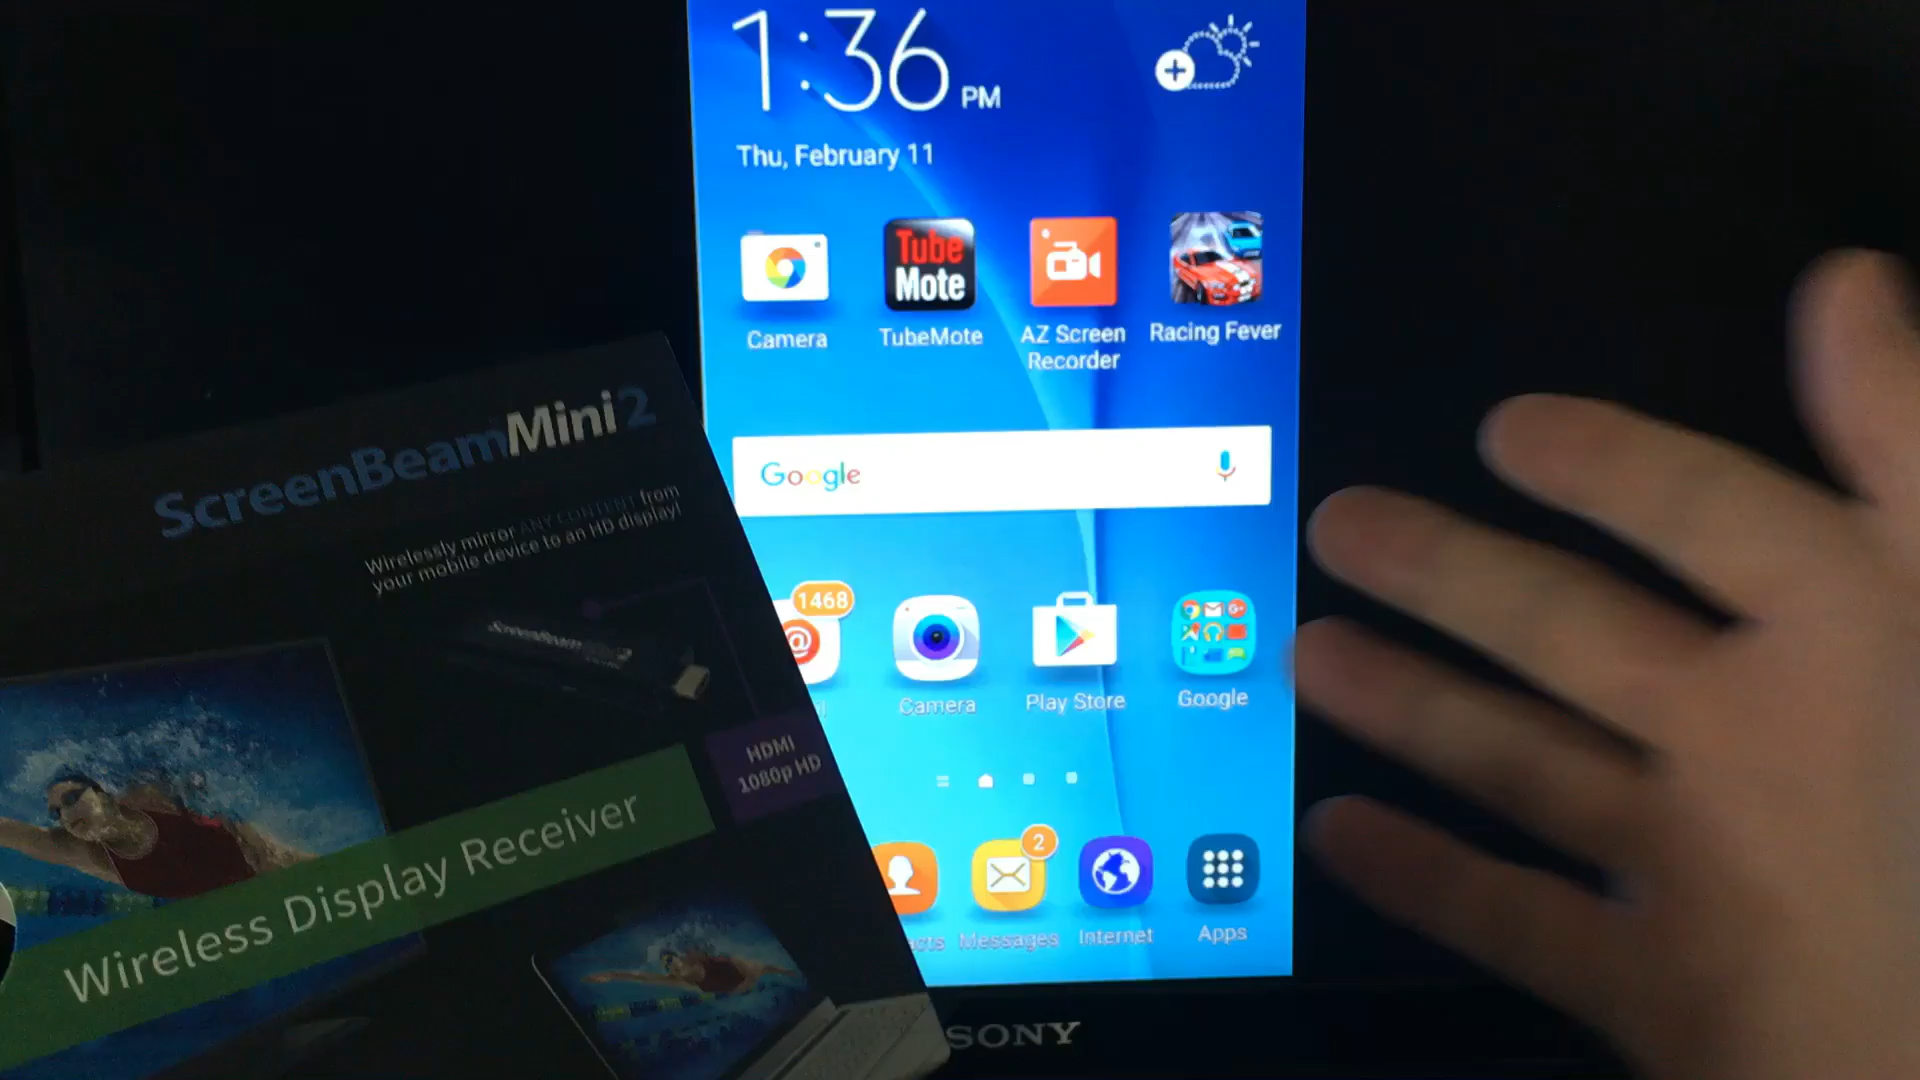 1:36 PM
Thu, February 11
Tube
Mote
Camera
TubeMote
AZ Screen
Recorder
Racing Fever
Google
ScreenBeamMini2
Wirelessly mirror ANY CONTENT from
your mobile device to an HD display!
ScreenBeam
HDMI
1080p HD
Wireless Display Receiver
1468
@
Camera
Play Store
Google
2
Messages
Internet
Apps
SONY